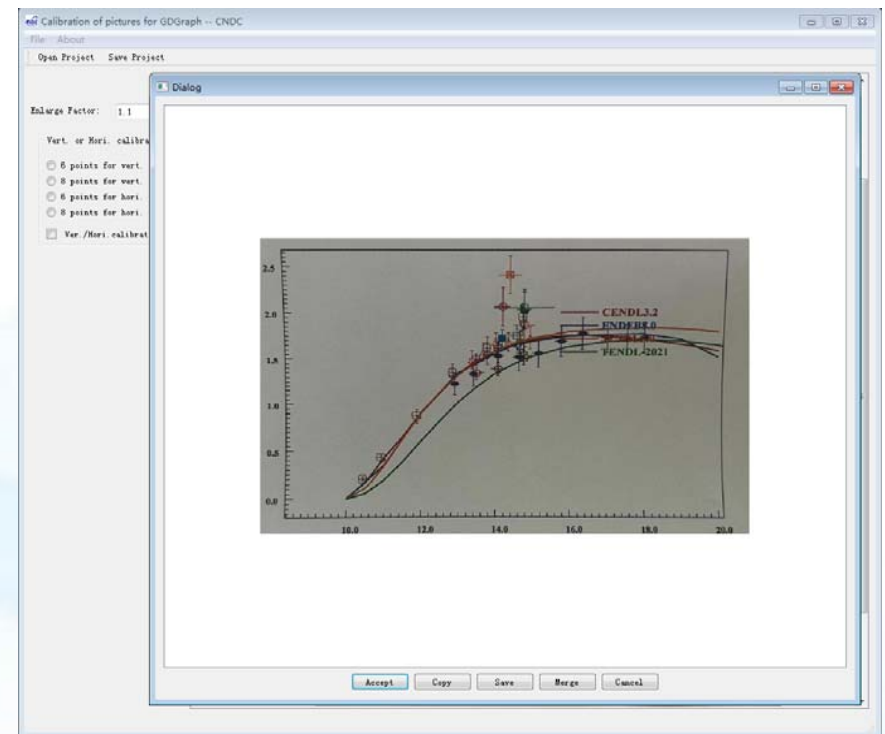 Calibration of pictures for GDGraph -- CNDC
File About
Open Project Save Project
Dialog
Enlarge Factor: 1.1
Vert. or Hori. calibra
6 points for vert.
8 points for vert.
6 points for hori.
8 points for hori.
Ver./Hori.calibrat
2.5
2.0
1.5
1.0
0.5
0.0
CENDL3.2
ENDFB8.0
FENDL-2021
10.0 12.0 14.0 16.0 18.0 20.0
Accept Copy Save Merge Cancel